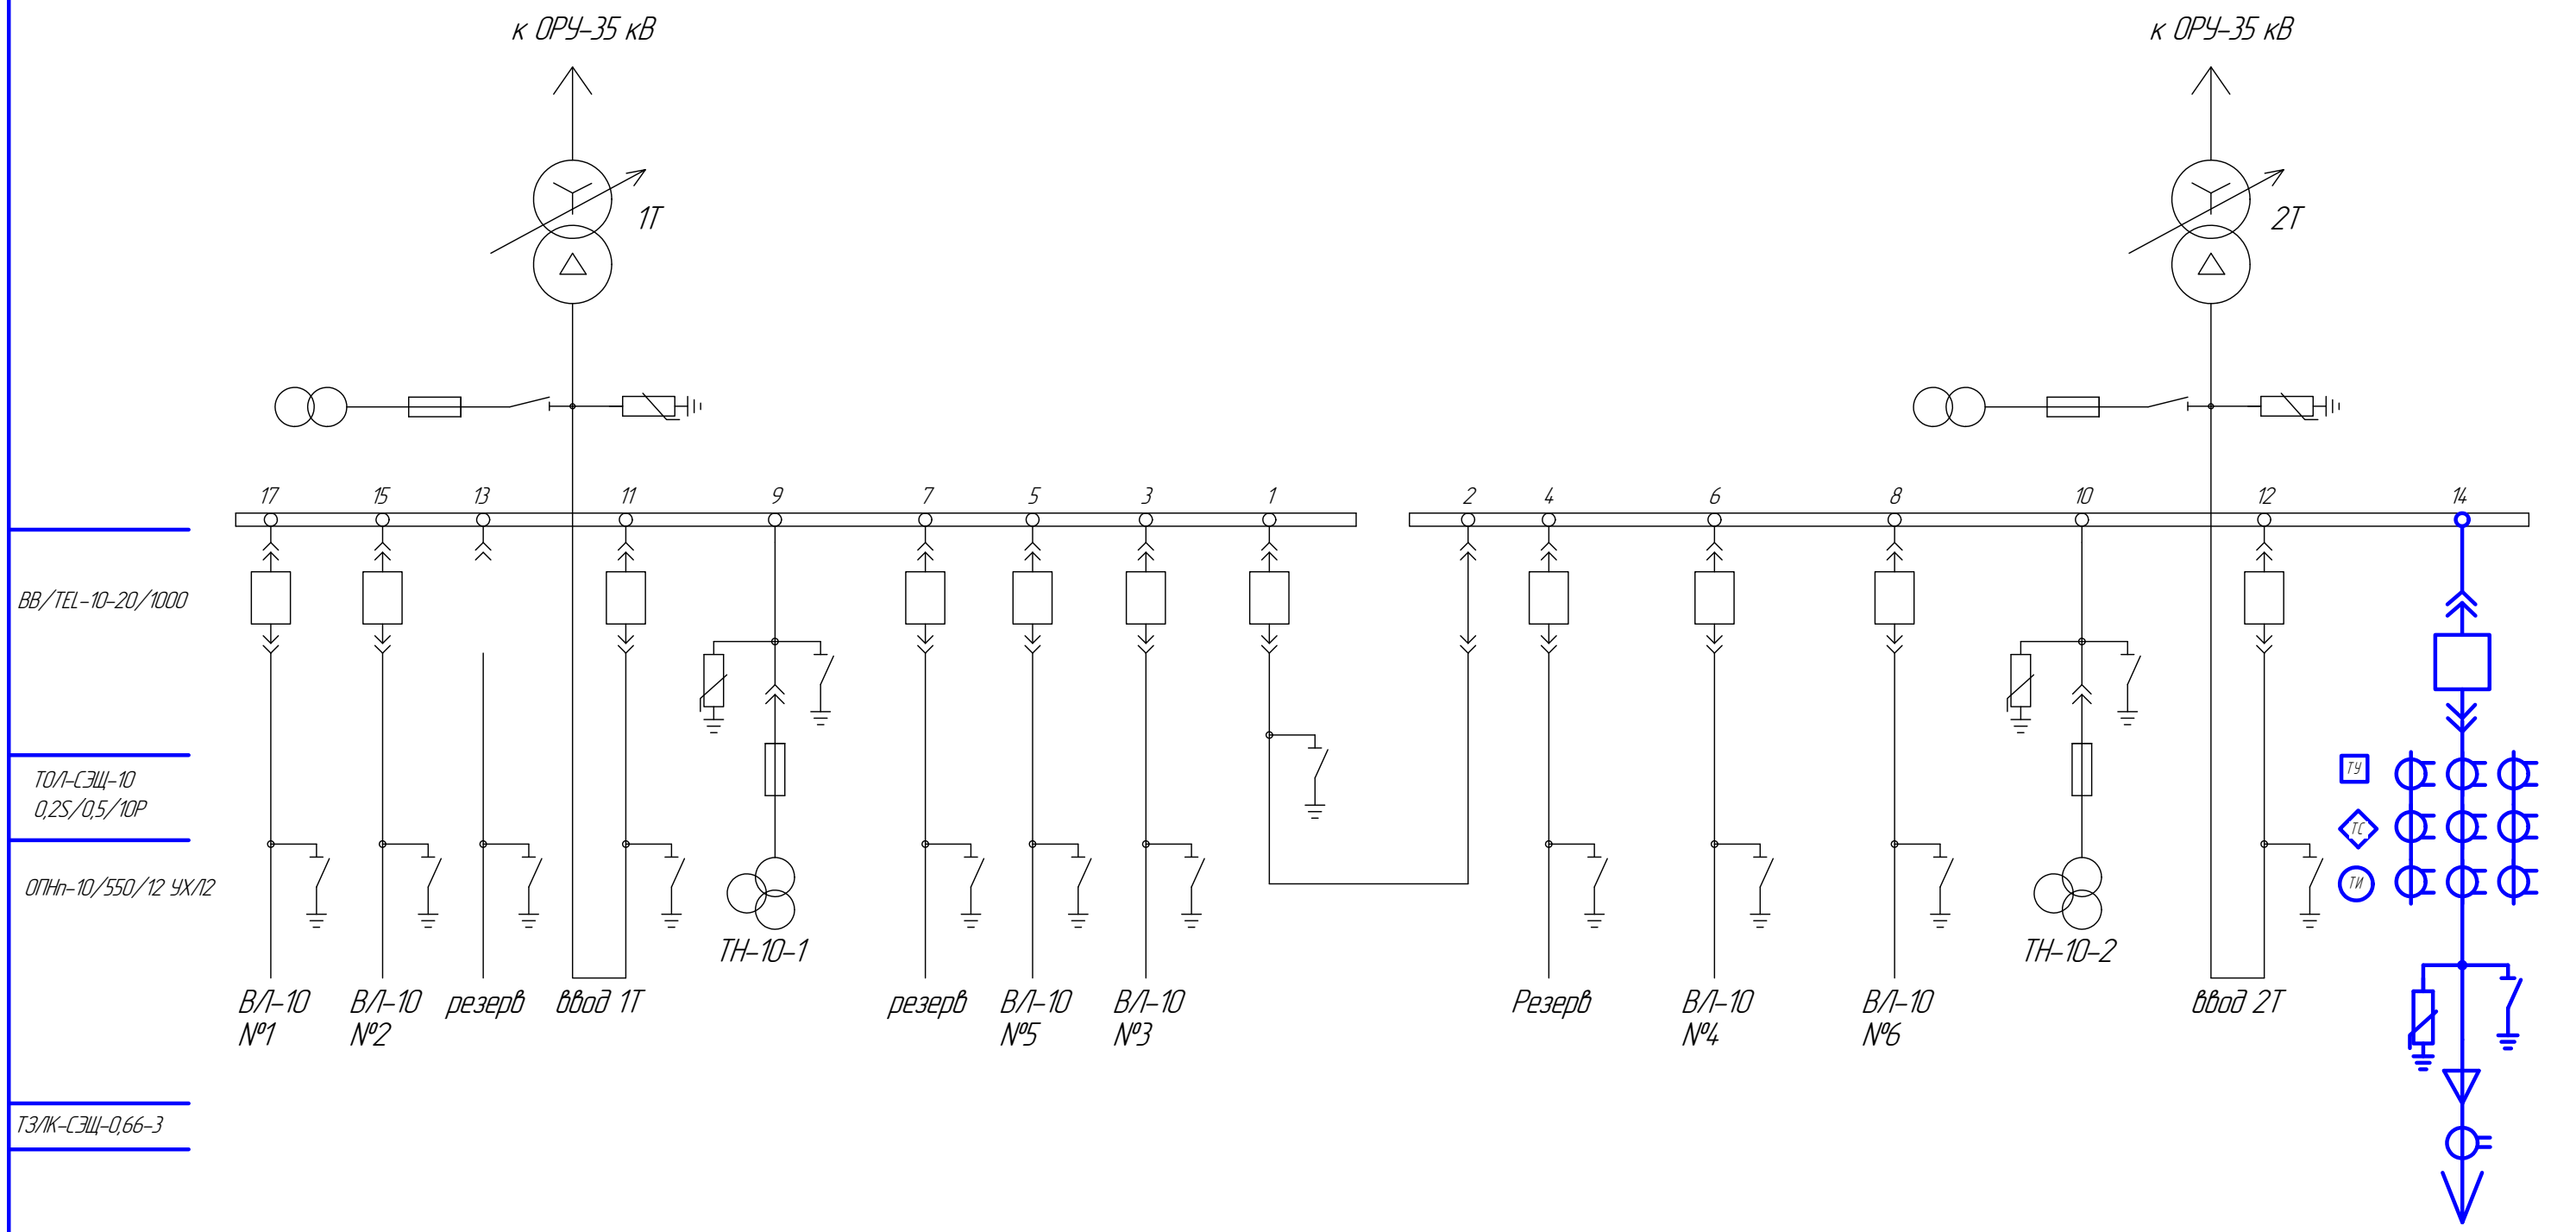 к ОРУ-35 кВ
к ОРУ-35 кВ
1Т
2Т
17
15
13
11
9
7
5
3
1
2
4
6
8
10
12
14
ВВ/TEL-10-20/1000
ТОЛ-СЭЩ-10
0,2S/0,5/10Р
ТУ
ТС
ТИ
ОПНп-10/550/12 УХЛ2
ТН-10-1
ТН-10-2
ВЛ-10
№1
ВЛ-10
№2
резерв
ввод 1Т
резерв
ВЛ-10
№5
ВЛ-10
№3
Резерв
ВЛ-10
№4
ВЛ-10
№6
ввод 2Т
ТЗЛК-СЭЩ-0,66-3